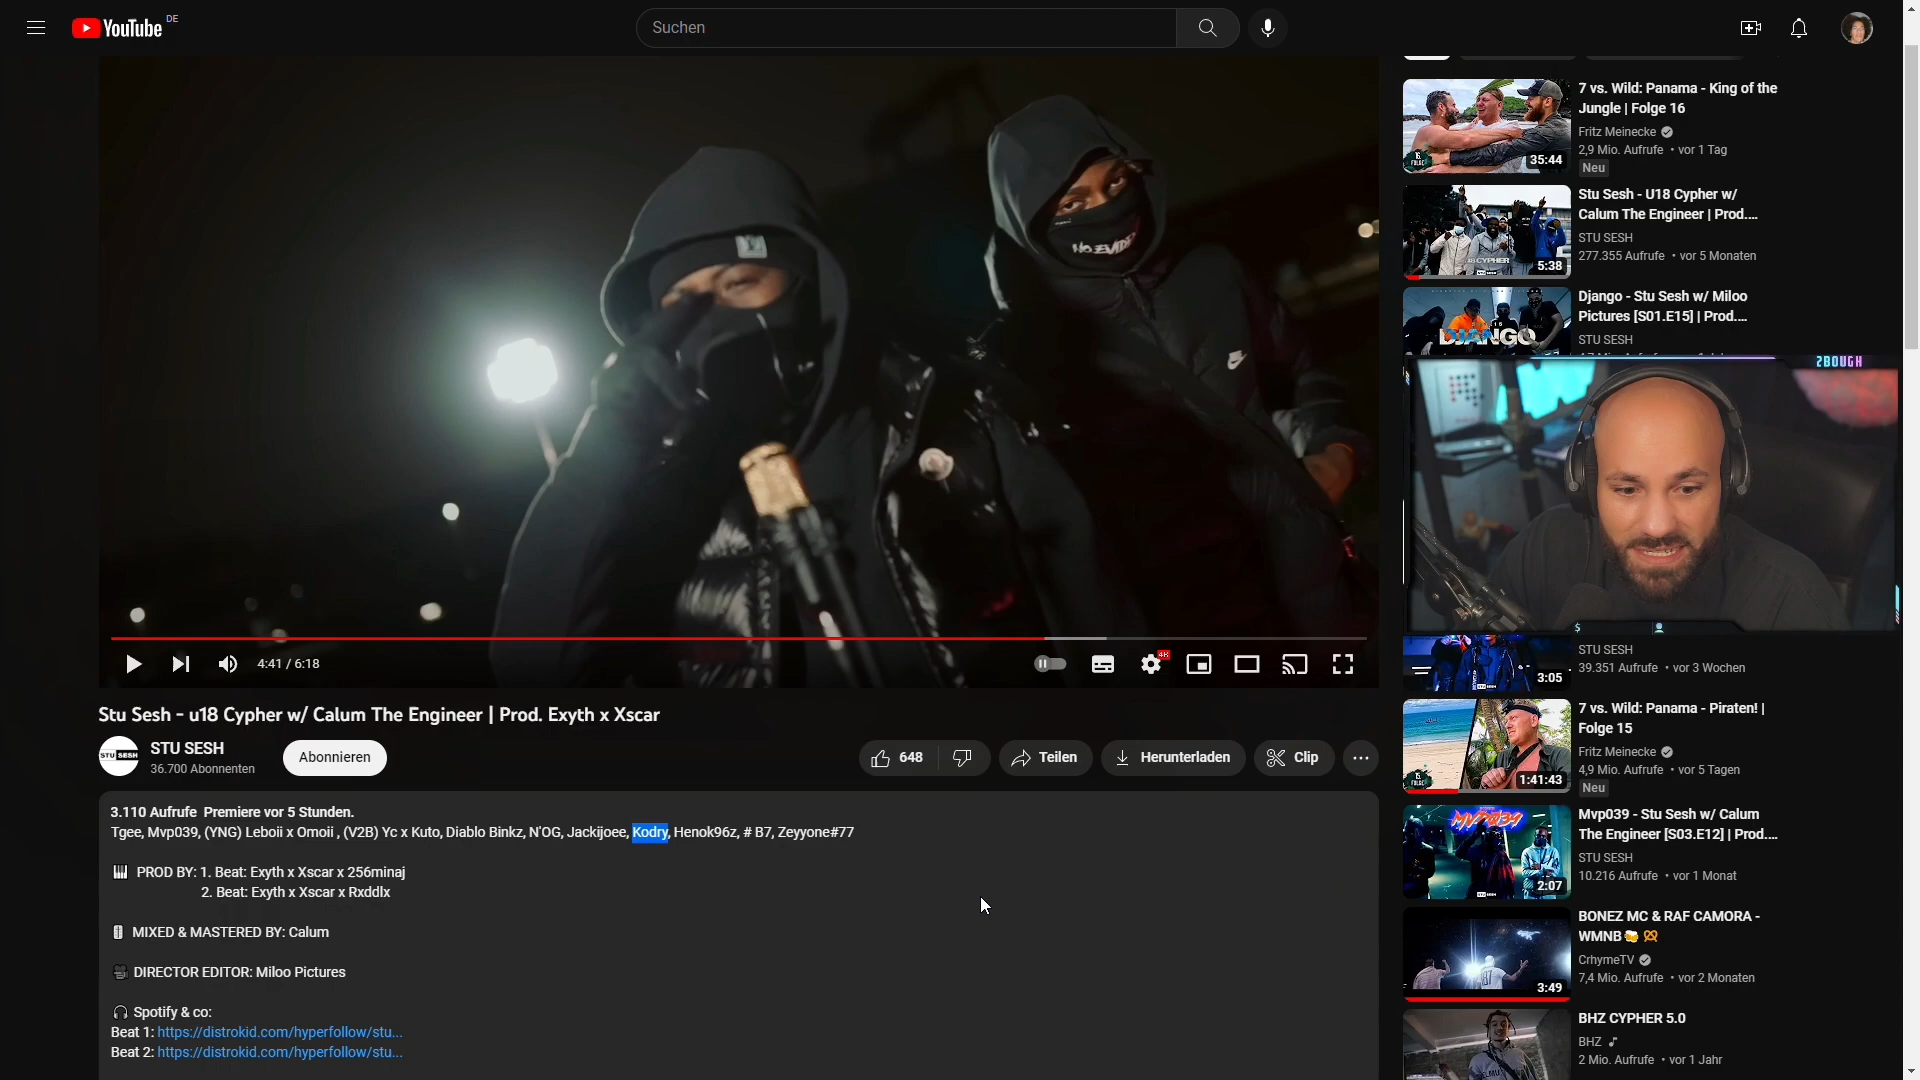 YouTube DE
Suchen
NO EVIDE
4:41 / 6:18
4K
Stu Sesh - u18 Cypher w/ Calum The Engineer | Prod. Exyth x Xscar
STU SESH
STU SESH
36.700 Abonnenten
Abonnieren
648
Teilen
Herunterladen
Clip
3.110 Aufrufe Premiere vor 5 Stunden.
Tgee, Mvp039, (YNG) Leboii x Omoii , (V2B) Yc x Kuto, Diablo Binkz, N'OG, Jackijoee, Kodry, Henok96z, # B7, Zeyyone#77
PROD BY: 1. Beat: Exyth x Xscar x 256minaj
2. Beat: Exyth x Xscar x Rxddlx
MIXED & MASTERED BY: Calum
DIRECTOR EDITOR: Miloo Pictures
Spotify & co:
Beat 1: https://distrokid.com/hyperfollow/stu...
Beat 2: https://distrokid.com/hyperfollow/stu...
35:44
7 vs. Wild: Panama - King of the
Jungle | Folge 16
Fritz Meinecke
2,9 Mio. Aufrufe • vor 1 Tag
Neu
5:38
Stu Sesh - U18 Cypher w/
Calum The Engineer | Prod....
STU SESH
277.355 Aufrufe • vor 5 Monaten
DJANGO
Django - Stu Sesh w/ Miloo
Pictures [S01.E15] | Prod....
STU SESH
2BOUGH
$
3:05
STU SESH
39.351 Aufrufe • vor 3 Wochen
1:41:43
7 vs. Wild: Panama - Piraten! |
Folge 15
Fritz Meinecke
4,9 Mio. Aufrufe • vor 5 Tagen
Neu
MVP039
2:07
Mvp039 - Stu Sesh w/ Calum
The Engineer [S03.E12] | Prod....
STU SESH
10.216 Aufrufe • vor 1 Monat
3:49
BONEZ MC & RAF CAMORA -
WMNB🍻🥨
CrhymeTV
7,4 Mio. Aufrufe • vor 2 Monaten
BHZ CYPHER 5.0
BHZ
2 Mio. Aufrufe • vor 1 Jahr